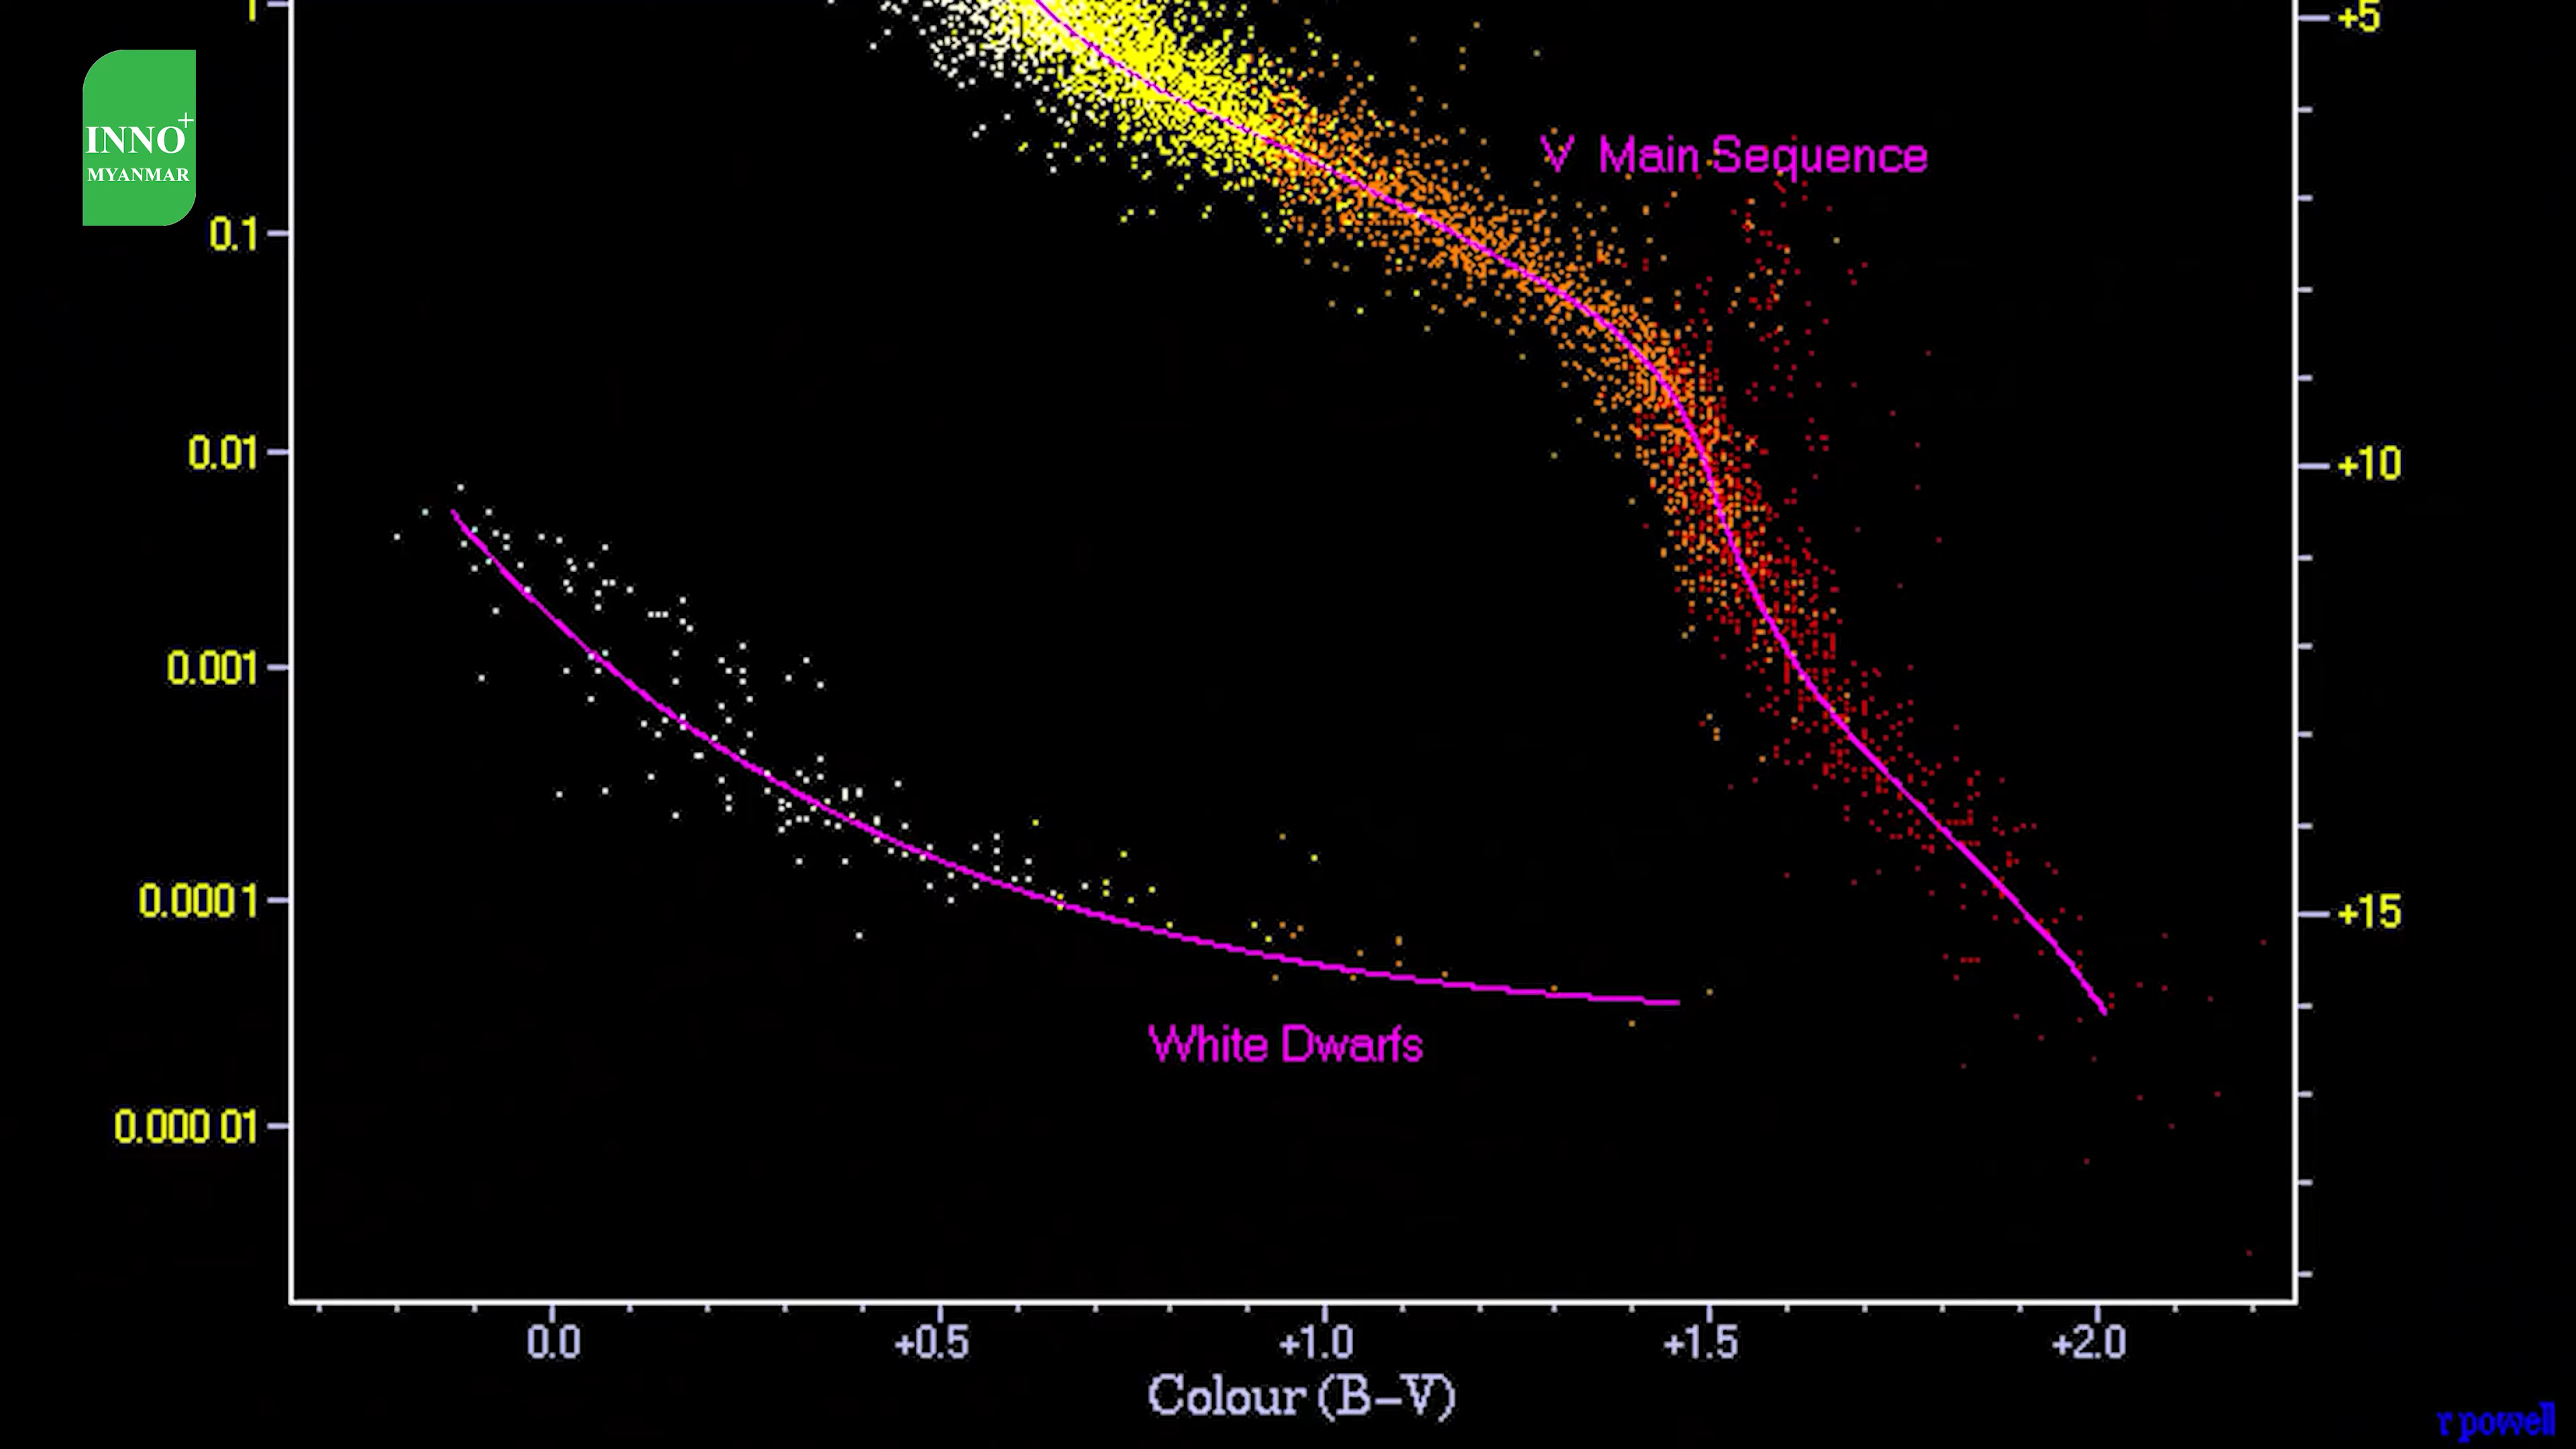 1
+5
INNO+
MYANMAR
V Main Sequence
0.1
0.01
+10
0.001
0.0001
+15
White Dwarfs
0.000 01
0.0 +0.5 +1.0 +1.5 +2.0
Colour (B–V)
r powell